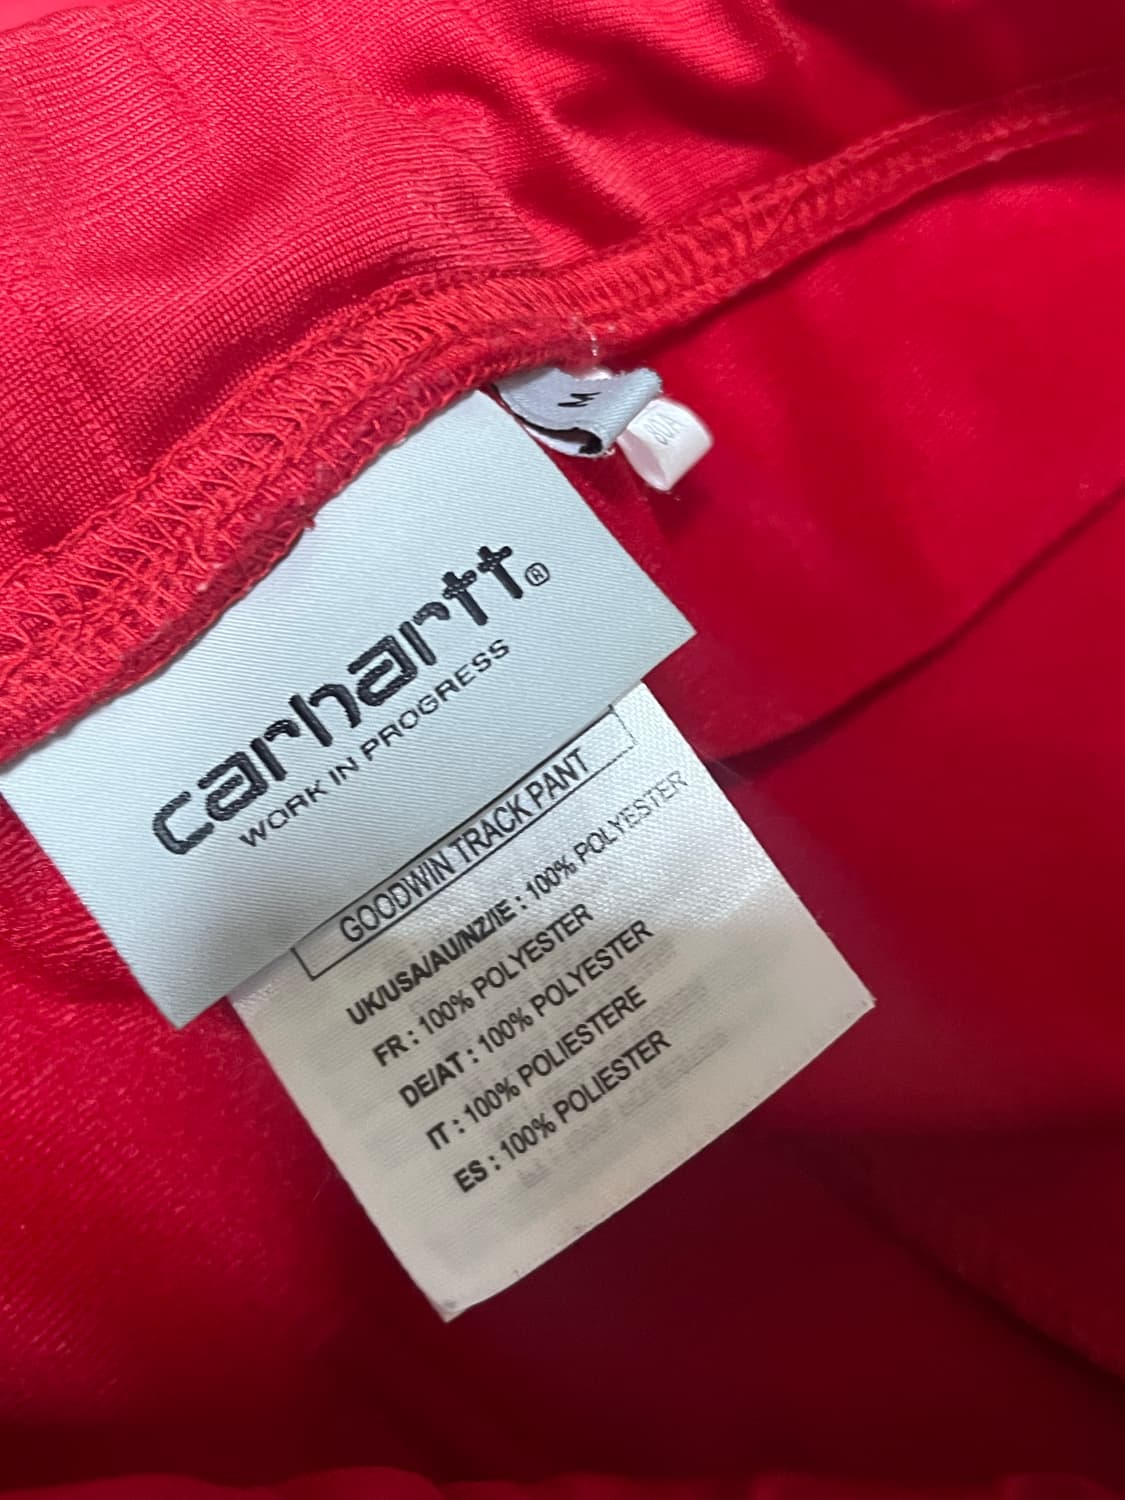 M
80A
carhartt®
WORK IN PROGRESS
GOODWIN TRACK PANT
UK/USA/AU/NZ/IE : 100% POLYESTER
FR : 100% POLYESTER
DE/AT : 100% POLYESTER
IT : 100% POLIESTERE
ES : 100% POLIESTER